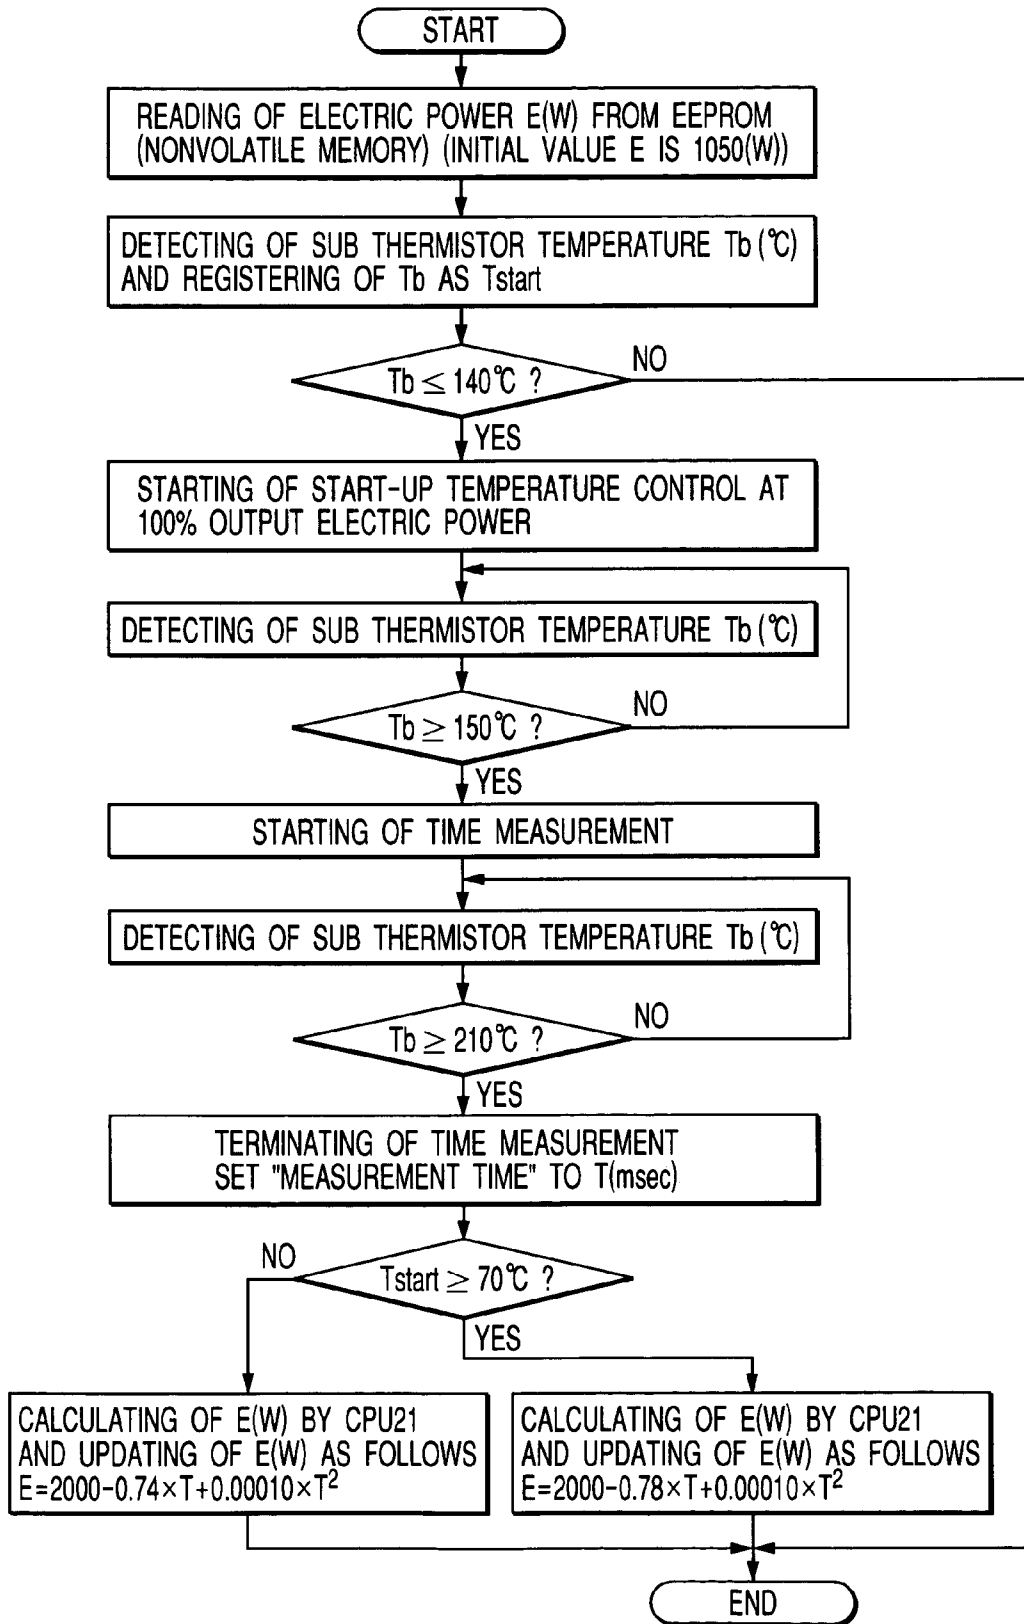 START
READING OF ELECTRIC POWER E(W) FROM EEPROM
(NONVOLATILE MEMORY) (INITIAL VALUE E IS 1050(W))
DETECTING OF SUB THERMISTOR TEMPERATURE Tb (℃)
AND REGISTERING OF Tb AS Tstart
Tb ≤ 140℃ ?
NO
YES
STARTING OF START-UP TEMPERATURE CONTROL AT
100% OUTPUT ELECTRIC POWER
DETECTING OF SUB THERMISTOR TEMPERATURE Tb (℃)
Tb ≥ 150℃ ?
NO
YES
STARTING OF TIME MEASUREMENT
DETECTING OF SUB THERMISTOR TEMPERATURE Tb (℃)
Tb ≥ 210℃ ?
NO
YES
TERMINATING OF TIME MEASUREMENT
SET "MEASUREMENT TIME" TO T(msec)
Tstart ≥ 70℃ ?
NO
YES
CALCULATING OF E(W) BY CPU21
AND UPDATING OF E(W) AS FOLLOWS
E=2000-0.74×T+0.00010×T²
CALCULATING OF E(W) BY CPU21
AND UPDATING OF E(W) AS FOLLOWS
E=2000-0.78×T+0.00010×T²
END